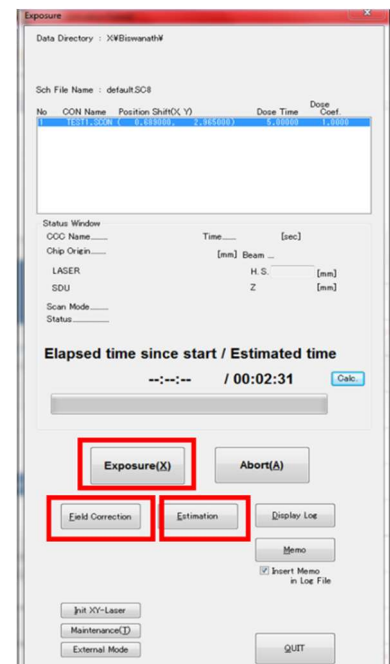 Exposure
Data Directory : X¥Biswanath¥
Sch File Name : default.SC8
No CON Name Position Shift(X, Y) Dose Time Dose Coef.
1 TEST1.SCON ( 0.688000, 2.965000) 5.00000 1.0000
Status Window
CCC Name...... Time...... [sec]
Chip Origin...... [mm] Beam ...
LASER H. S. [mm]
SDU Z [mm]
Scan Mode......
Status............
Elapsed time since start / Estimated time
--:--:-- / 00:02:31 Calc.
Exposure(X) Abort(A)
Field Correction Estimation Display Log
Memo
Insert Memo
in Log File
Init XY-Laser
Maintenance(T)
External Mode QUIT